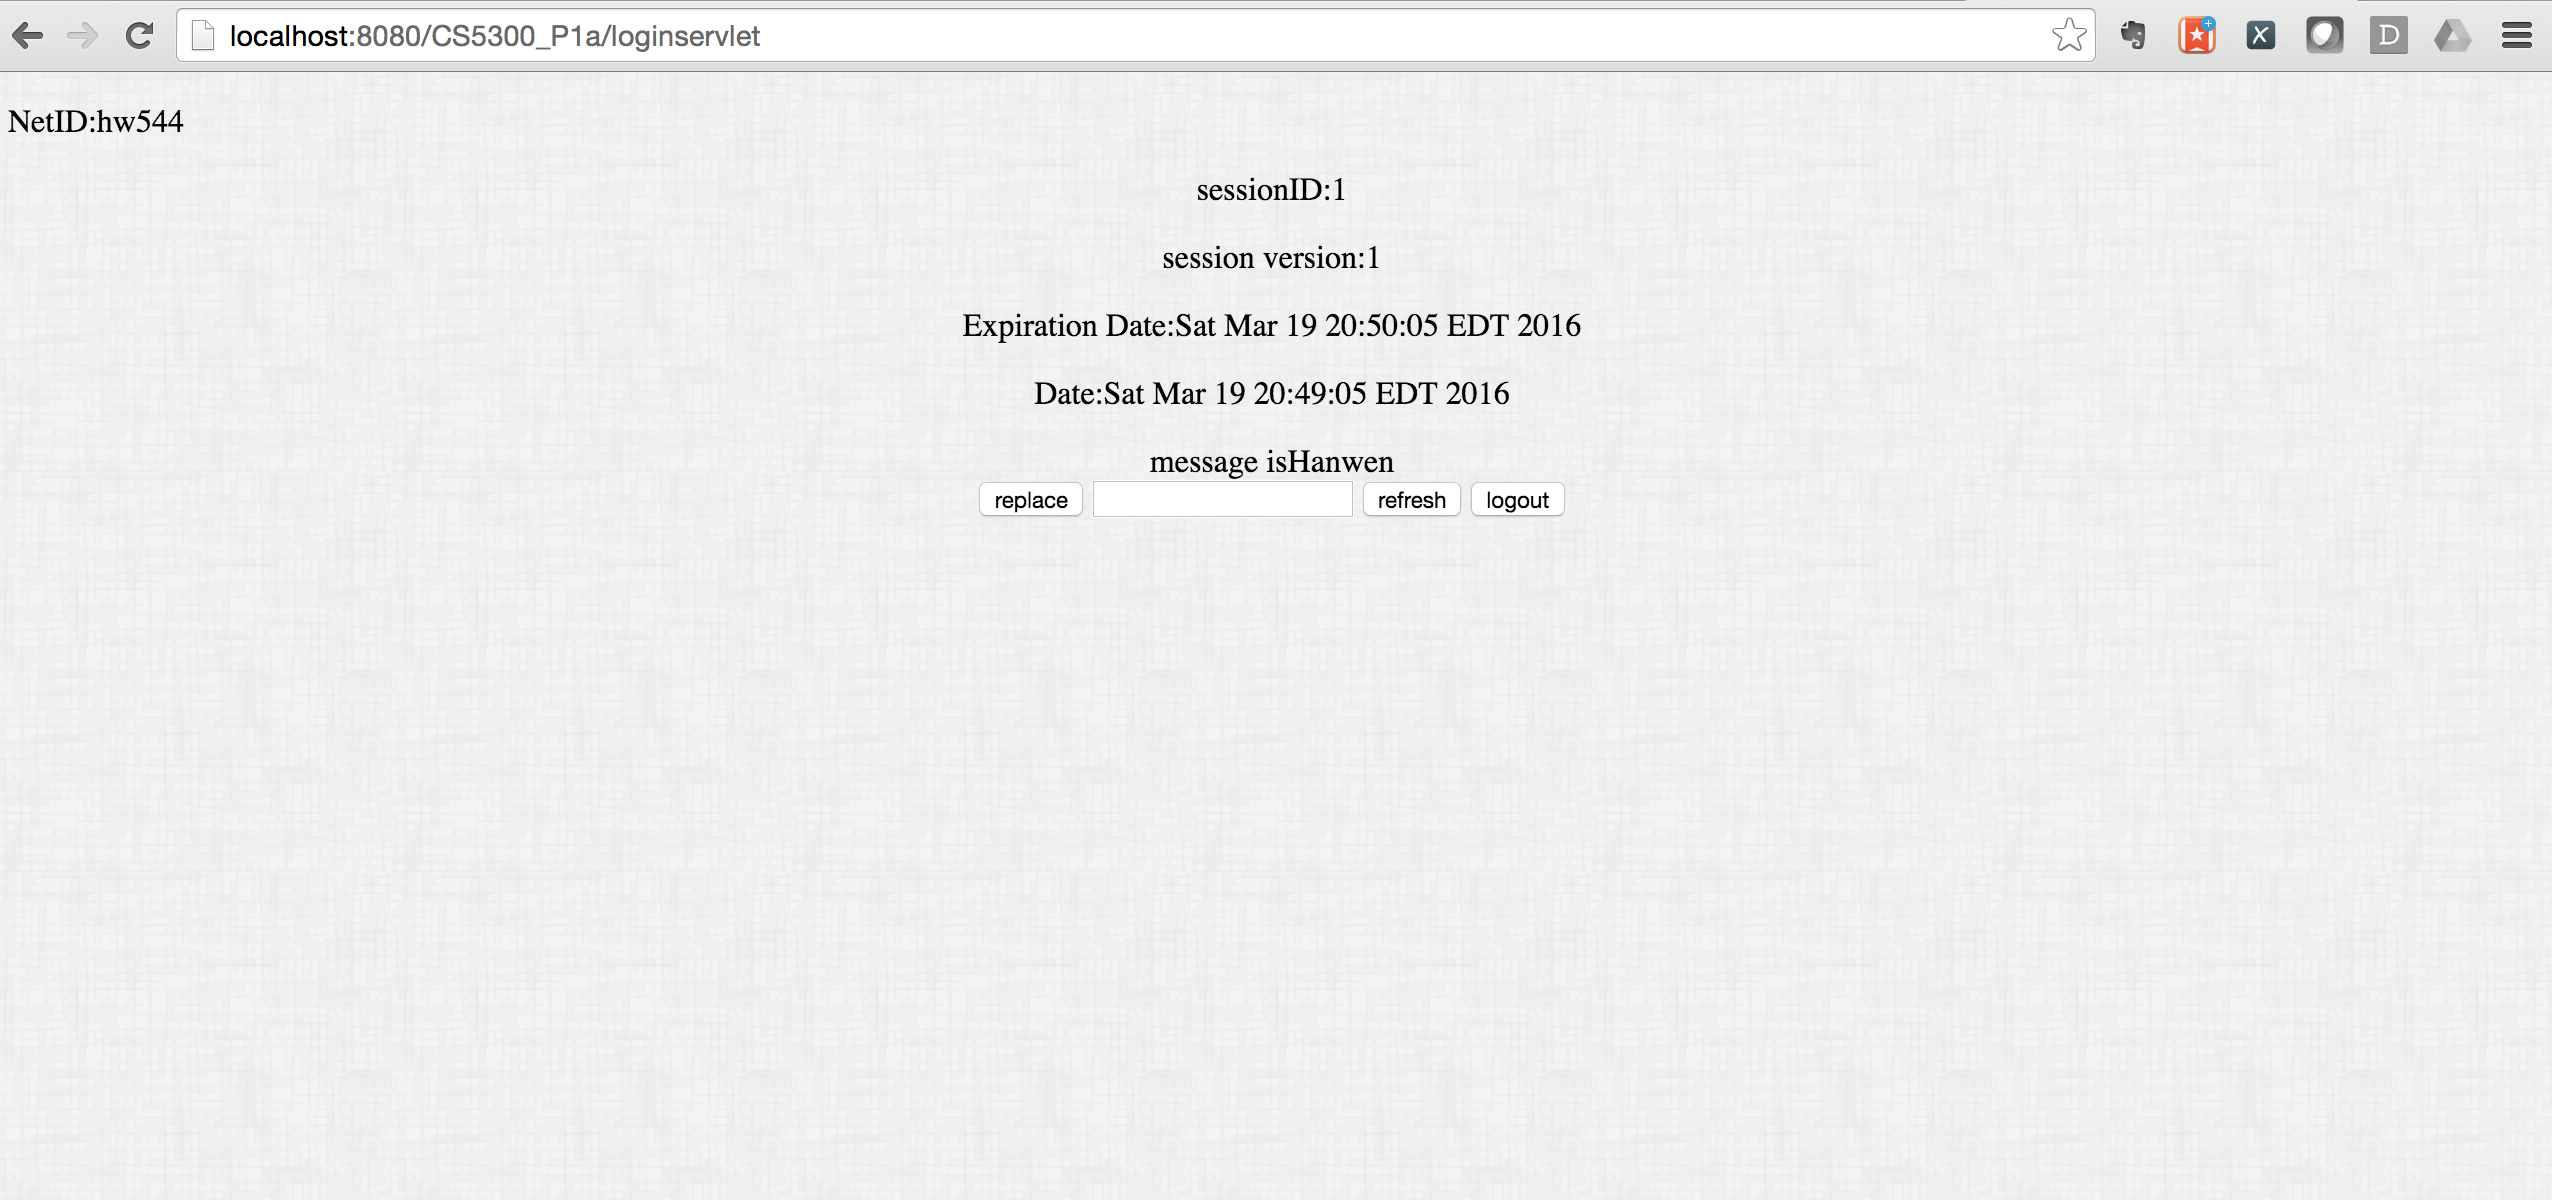 localhost:8080/CS5300_P1a/loginservlet
X
D
NetID:hw544
sessionID:1
session version:1
Expiration Date:Sat Mar 19 20:50:05 EDT 2016
Date:Sat Mar 19 20:49:05 EDT 2016
message isHanwen
replace refresh logout